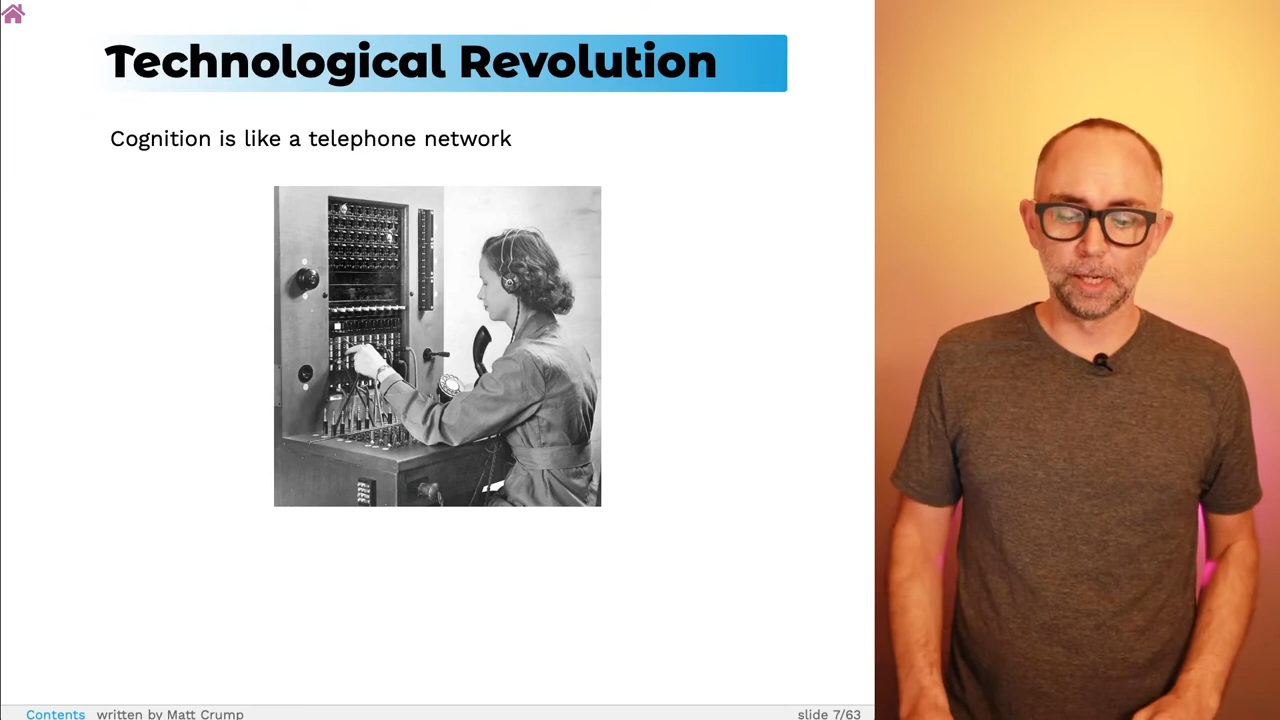 Technological Revolution
Cognition is like a telephone network
Contents written by Matt Crump
slide 7/63